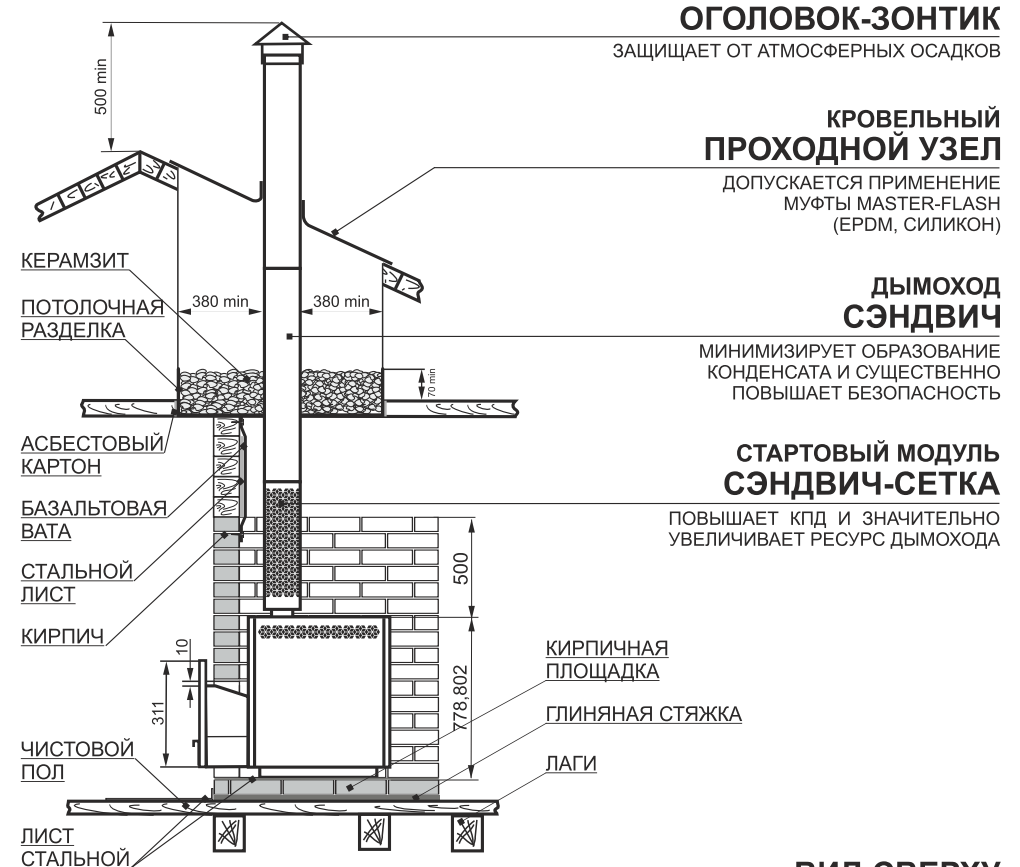 ОГОЛОВОК-ЗОНТИК
ЗАЩИЩАЕТ ОТ АТМОСФЕРНЫХ ОСАДКОВ
500 min
КРОВЕЛЬНЫЙ
ПРОХОДНОЙ УЗЕЛ
ДОПУСКАЕТСЯ ПРИМЕНЕНИЕ
МУФТЫ MASTER-FLASH
(EPDM, СИЛИКОН)
КЕРАМЗИТ
ПОТОЛОЧНАЯ
РАЗДЕЛКА
380 min
380 min
70 min
ДЫМОХОД
СЭНДВИЧ
МИНИМИЗИРУЕТ ОБРАЗОВАНИЕ
КОНДЕНСАТА И СУЩЕСТВЕННО
ПОВЫШАЕТ БЕЗОПАСНОСТЬ
АСБЕСТОВЫЙ
КАРТОН
БАЗАЛЬТОВАЯ
ВАТА
СТАЛЬНОЙ
ЛИСТ
КИРПИЧ
СТАРТОВЫЙ МОДУЛЬ
СЭНДВИЧ-СЕТКА
ПОВЫШАЕТ КПД И ЗНАЧИТЕЛЬНО
УВЕЛИЧИВАЕТ РЕСУРС ДЫМОХОДА
500
10
311
778,802
КИРПИЧНАЯ
ПЛОЩАДКА
ГЛИНЯНАЯ СТЯЖКА
ЛАГИ
ЧИСТОВОЙ
ПОЛ
ЛИСТ
СТАЛЬНОЙ
ВИД СВЕРХУ